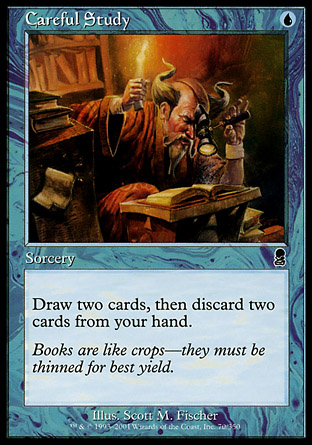 Careful Study
Sorcery
Draw two cards, then discard two
cards from your hand.
Books are like crops—they must be
thinned for best yield.
Illus. Scott M. Fischer
™ & © 1993–2001 Wizards of the Coast, Inc. 70/350